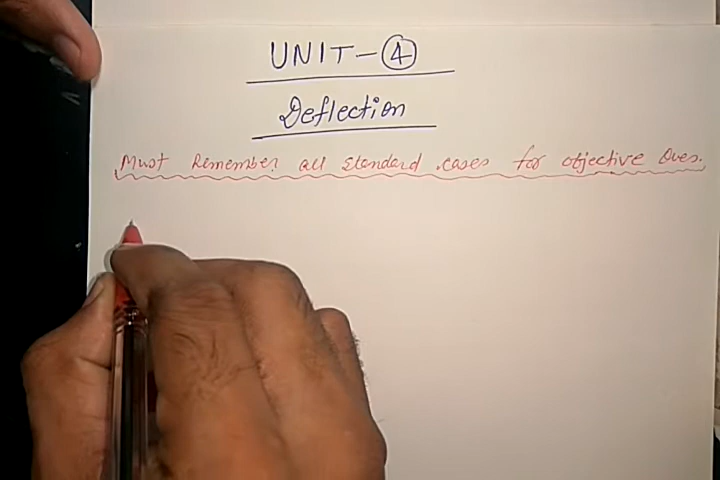 UNIT-4
Deflection
Must Remember all standard cases for objective Ques.